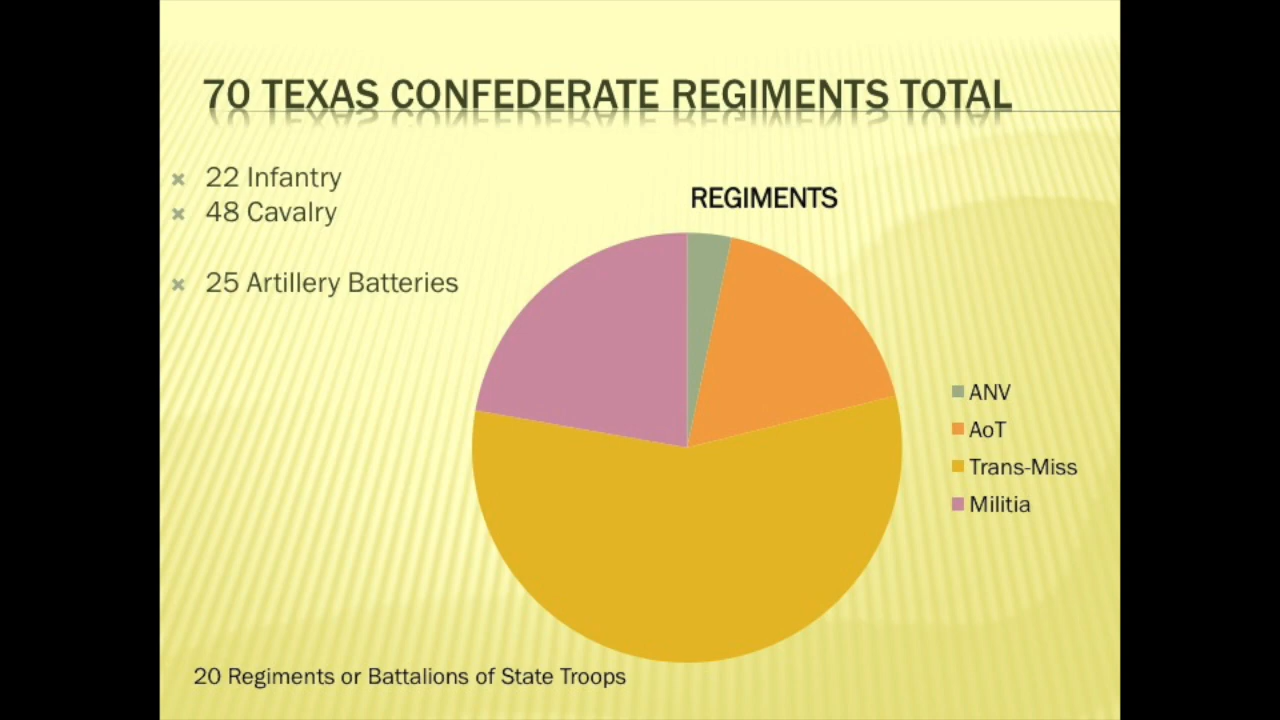 70 TEXAS CONFEDERATE REGIMENTS TOTAL
22 Infantry
48 Cavalry
25 Artillery Batteries
REGIMENTS
ANV
AoT
Trans-Miss
Militia
20 Regiments or Battalions of State Troops